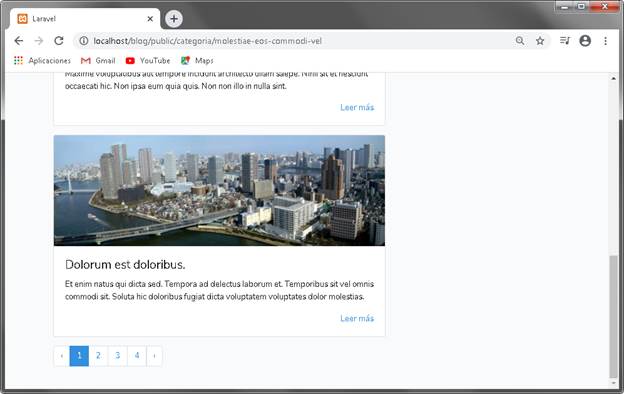 Laravel
localhost/blog/public/categoria/molestiae-eos-commodi-vel
Aplicaciones Gmail YouTube Maps
Maxime voluptatibus aut tempore incidunt architecto ullam saepe. Nihil sit et nesciunt
occaecati hic. Non ipsa eum quia quis. Non non illo in nulla sint.
Leer más
Dolorum est doloribus.
Et enim natus qui dicta sed. Tempora ad delectus laborum et. Temporibus sit vel omnis
commodi sit. Soluta hic doloribus fugiat dicta voluptatem voluptates dolor molestias.
Leer más
‹ 1 2 3 4 ›